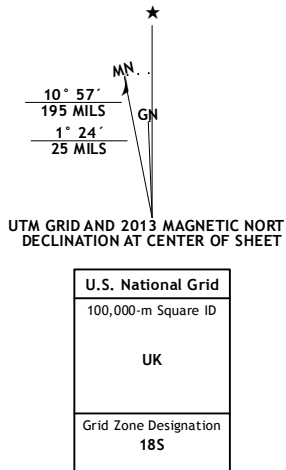 MN
10° 57´
195 MILS
GN
1° 24´
25 MILS
UTM GRID AND 2013 MAGNETIC NORT
DECLINATION AT CENTER OF SHEET
U.S. National Grid
100,000-m Square ID
UK
Grid Zone Designation
18S